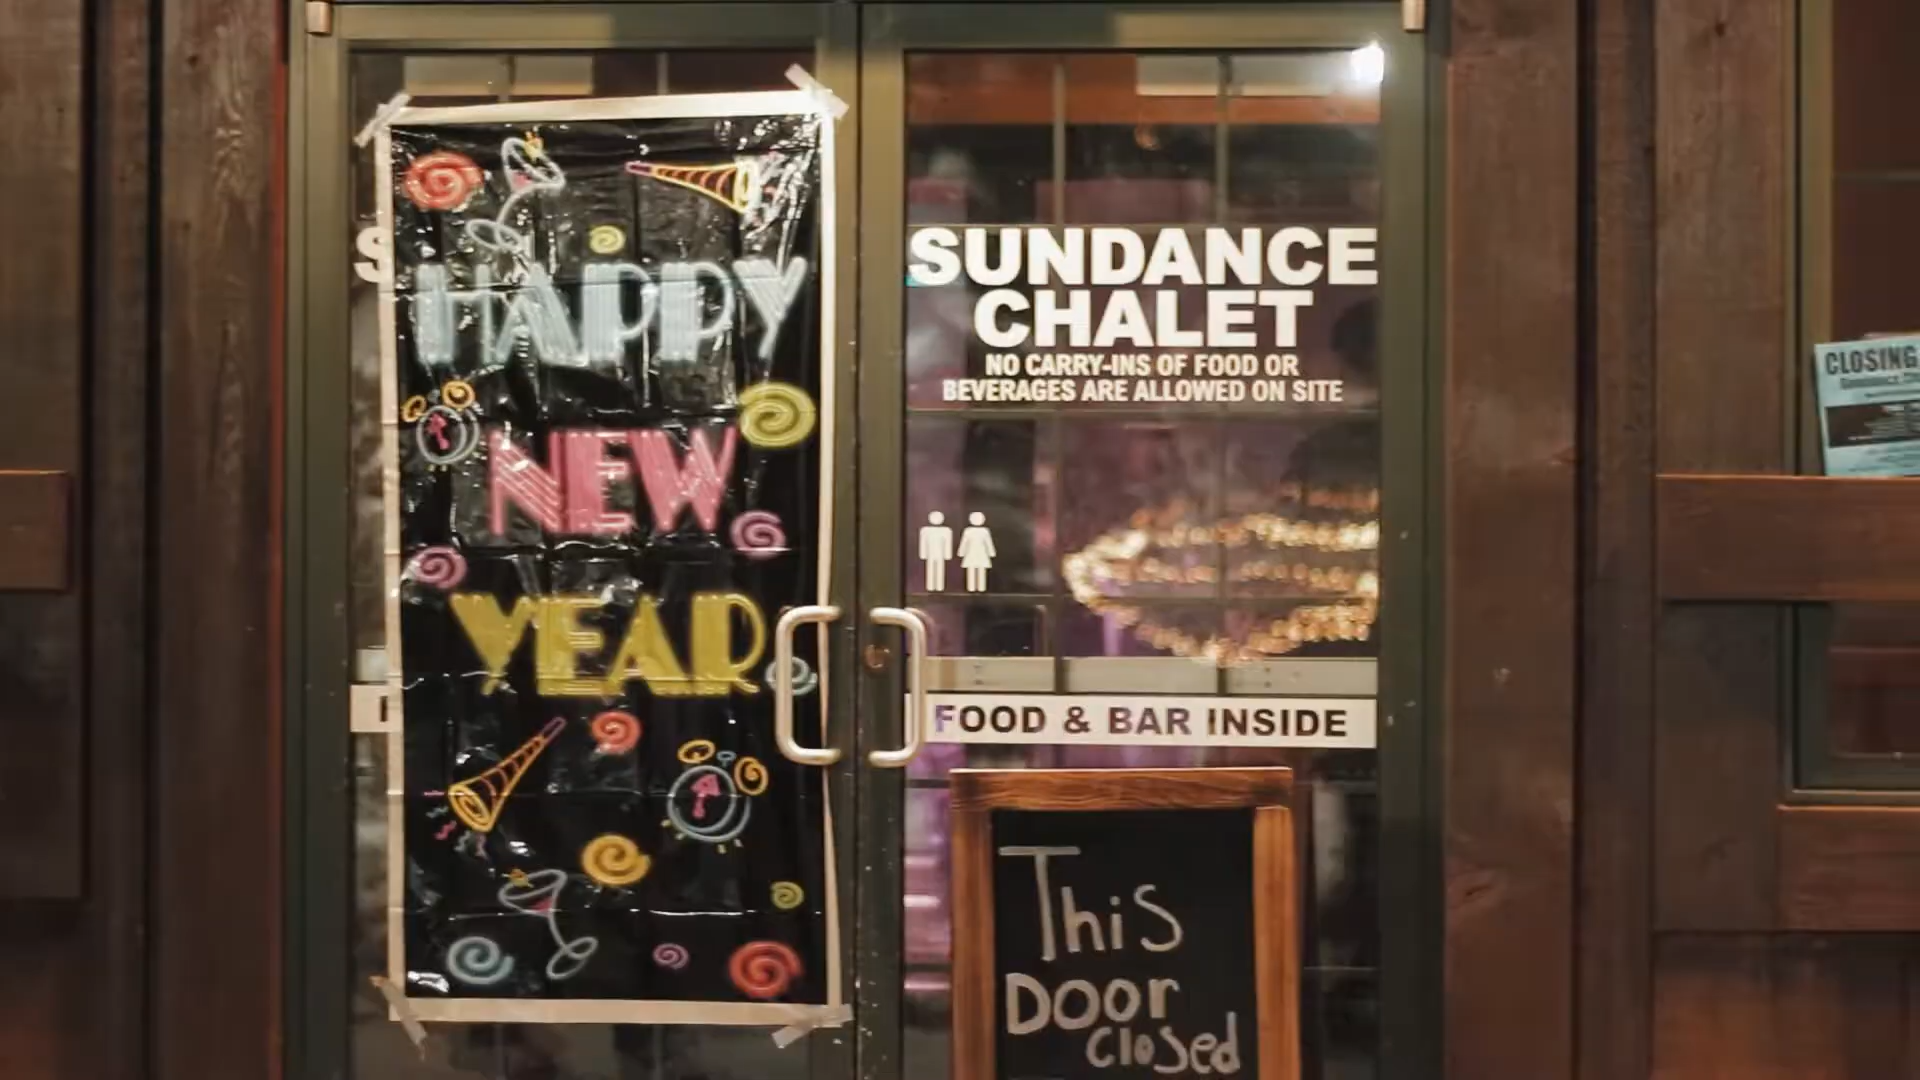 HAPPY
NEW
YEAR
SUNDANCE
CHALET
NO CARRY-INS OF FOOD OR
BEVERAGES ARE ALLOWED ON SITE
FOOD & BAR INSIDE
This
Door
Closed
CLOSING